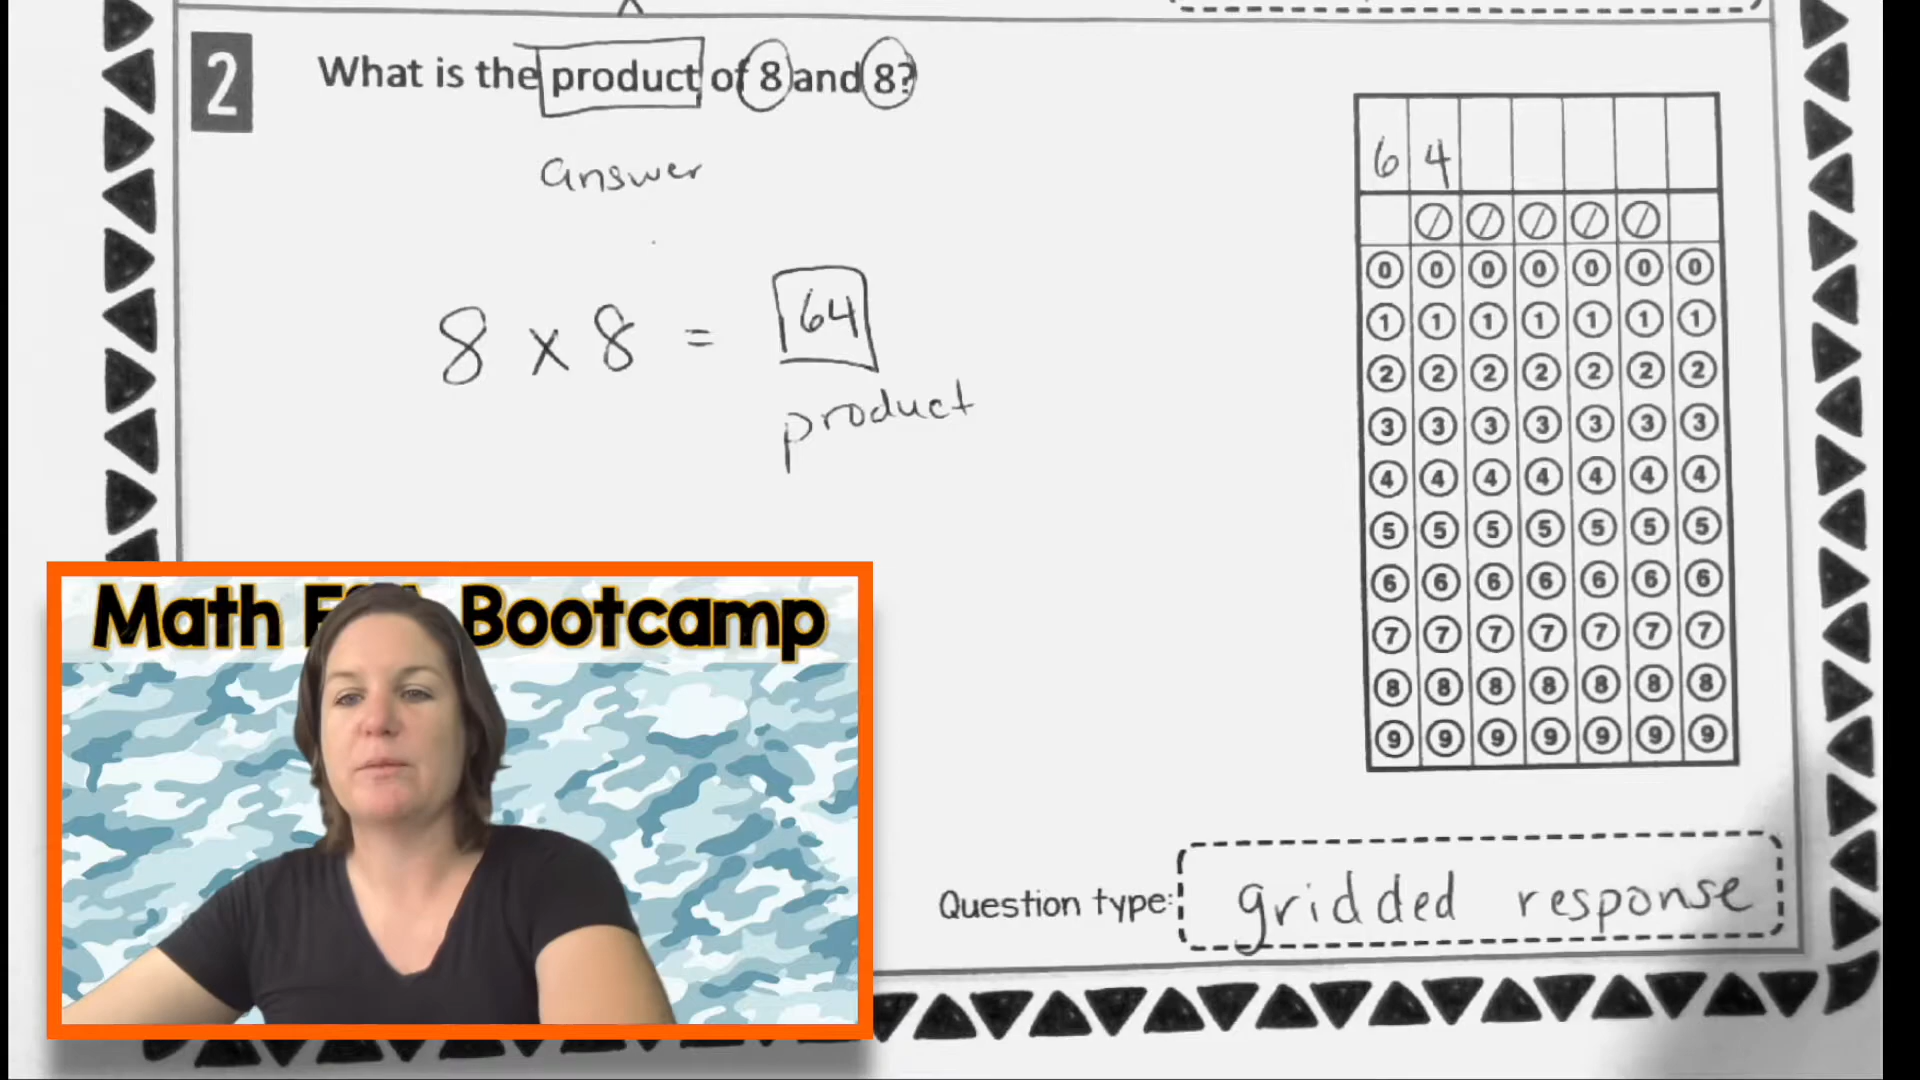 2
What is the product of 8 and 8?
answer
8 x 8 = 64
product
6 4
0 0 0 0 0 0 0
1 1 1 1 1 1 1
2 2 2 2 2 2 2
3 3 3 3 3 3 3
4 4 4 4 4 4 4
5 5 5 5 5 5 5
6 6 6 6 6 6 6
7 7 7 7 7 7 7
8 8 8 8 8 8 8
9 9 9 9 9 9 9
Question type: gridded response
Math Bootcamp